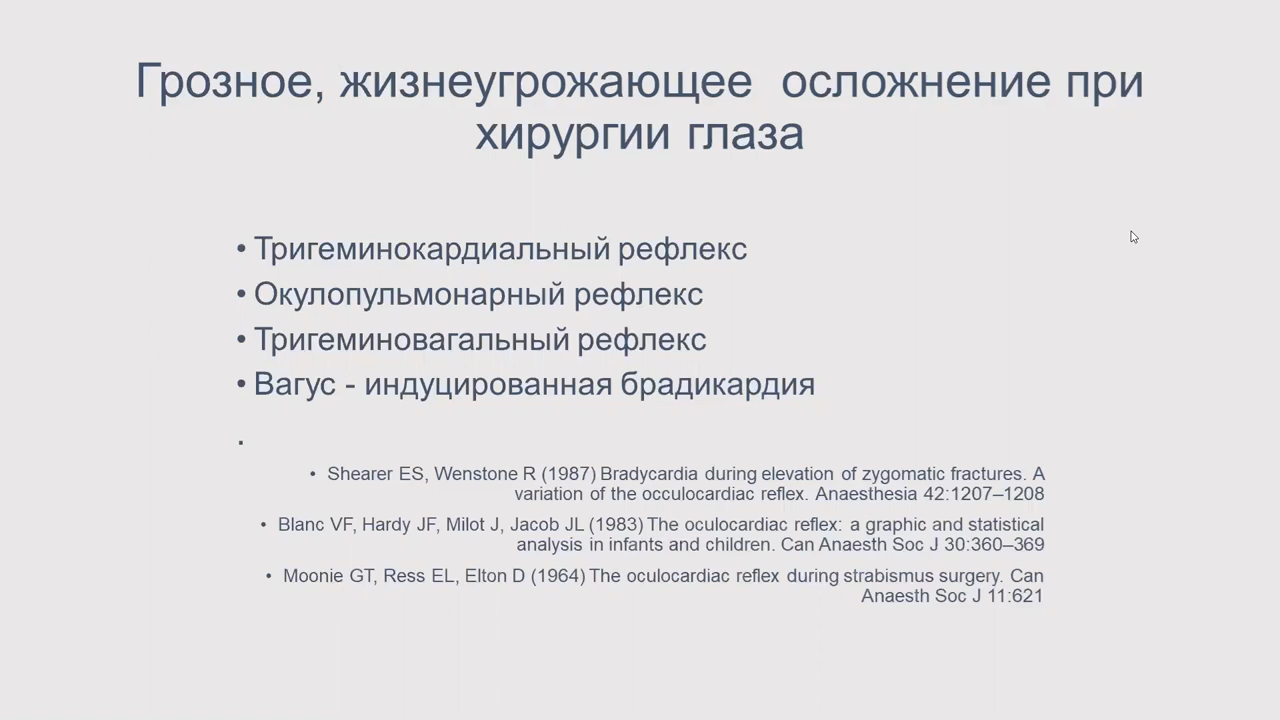 Грозное, жизнеугрожающее осложнение при
хирургии глаза
• Тригеминокардиальный рефлекс
• Окулопульмонарный рефлекс
• Тригеминовагальный рефлекс
• Вагус - индуцированная брадикардия
.
• Shearer ES, Wenstone R (1987) Bradycardia during elevation of zygomatic fractures. A
variation of the occulocardiac reflex. Anaesthesia 42:1207–1208
• Blanc VF, Hardy JF, Milot J, Jacob JL (1983) The oculocardiac reflex: a graphic and statistical
analysis in infants and children. Can Anaesth Soc J 30:360–369
• Moonie GT, Ress EL, Elton D (1964) The oculocardiac reflex during strabismus surgery. Can
Anaesth Soc J 11:621